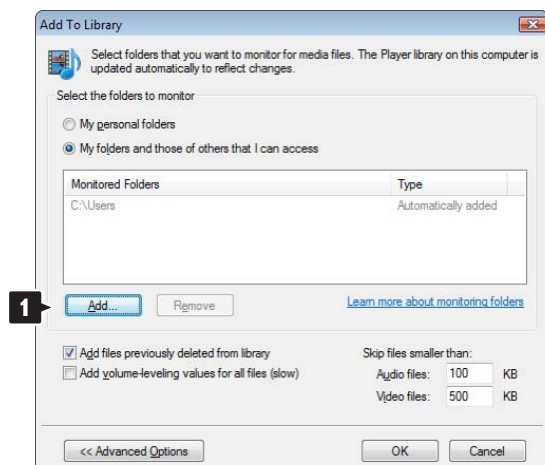 Add To Library
Select folders that you want to monitor for media files. The Player library on this computer is
updated automatically to reflect changes.
Select the folders to monitor
My personal folders
My folders and those of others that I can access
Monitored Folders Type
C:\Users Automatically added
1 Add... Remove Learn more about monitoring folders
Add files previously deleted from library Skip files smaller than:
Add volume-leveling values for all files (slow) Audio files: 100 KB
Video files: 500 KB
<< Advanced Options OK Cancel